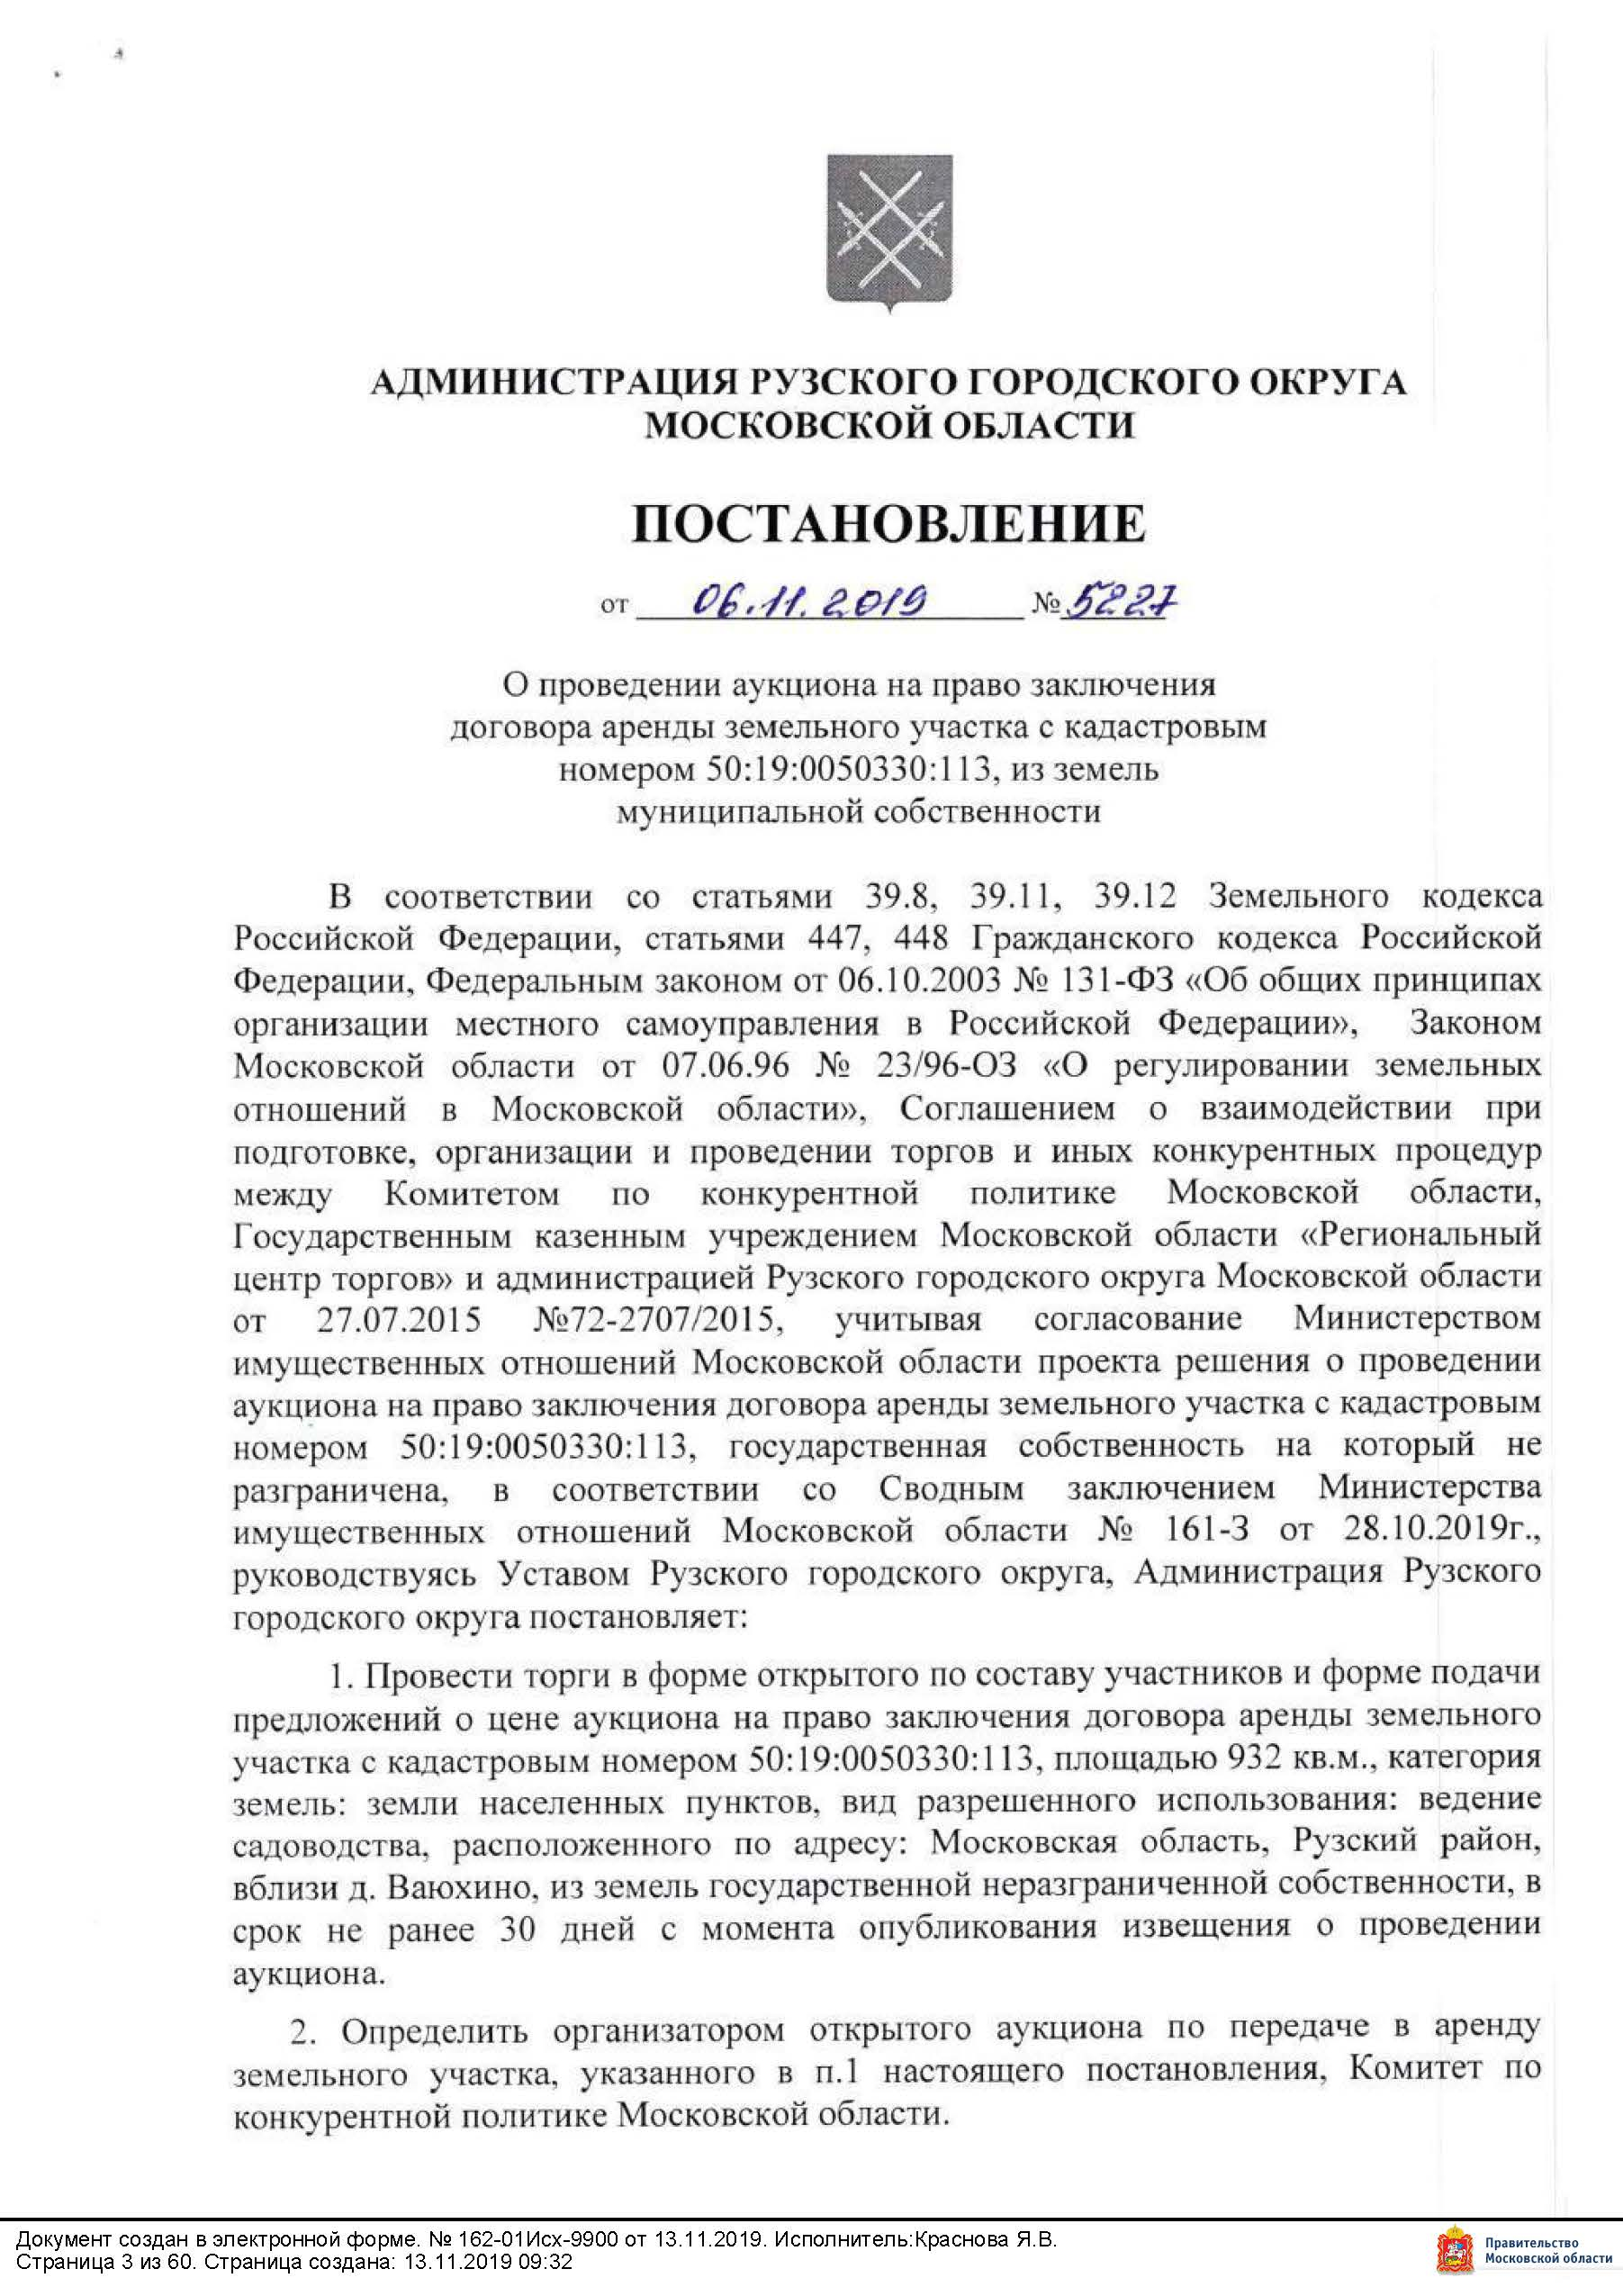 АДМИНИСТРАЦИЯ РУЗСКОГО ГОРОДСКОГО ОКРУГА
МОСКОВСКОЙ ОБЛАСТИ
ПОСТАНОВЛЕНИЕ
от 06.11.2019 № 5227
О проведении аукциона на право заключения
договора аренды земельного участка с кадастровым
номером 50:19:0050330:113, из земель
муниципальной собственности
В соответствии со статьями 39.8, 39.11, 39.12 Земельного кодекса
Российской Федерации, статьями 447, 448 Гражданского кодекса Российской
Федерации, Федеральным законом от 06.10.2003 № 131-ФЗ «Об общих принципах
организации местного самоуправления в Российской Федерации», Законом
Московской области от 07.06.96 № 23/96-ОЗ «О регулировании земельных
отношений в Московской области», Соглашением о взаимодействии при
подготовке, организации и проведении торгов и иных конкурентных процедур
между Комитетом по конкурентной политике Московской области,
Государственным казенным учреждением Московской области «Региональный
центр торгов» и администрацией Рузского городского округа Московской области
от 27.07.2015 №72-2707/2015, учитывая согласование Министерством
имущественных отношений Московской области проекта решения о проведении
аукциона на право заключения договора аренды земельного участка с кадастровым
номером 50:19:0050330:113, государственная собственность на который не
разграничена, в соответствии со Сводным заключением Министерства
имущественных отношений Московской области № 161-З от 28.10.2019г.,
руководствуясь Уставом Рузского городского округа, Администрация Рузского
городского округа постановляет:
1. Провести торги в форме открытого по составу участников и форме подачи
предложений о цене аукциона на право заключения договора аренды земельного
участка с кадастровым номером 50:19:0050330:113, площадью 932 кв.м., категория
земель: земли населенных пунктов, вид разрешенного использования: ведение
садоводства, расположенного по адресу: Московская область, Рузский район,
вблизи д. Ваюхино, из земель государственной неразграниченной собственности, в
срок не ранее 30 дней с момента опубликования извещения о проведении
аукциона.
2. Определить организатором открытого аукциона по передаче в аренду
земельного участка, указанного в п.1 настоящего постановления, Комитет по
конкурентной политике Московской области.
Документ создан в электронной форме. № 162-01Исх-9900 от 13.11.2019. Исполнитель:Краснова Я.В.
Страница 3 из 60. Страница создана: 13.11.2019 09:32
Правительство
Московской области